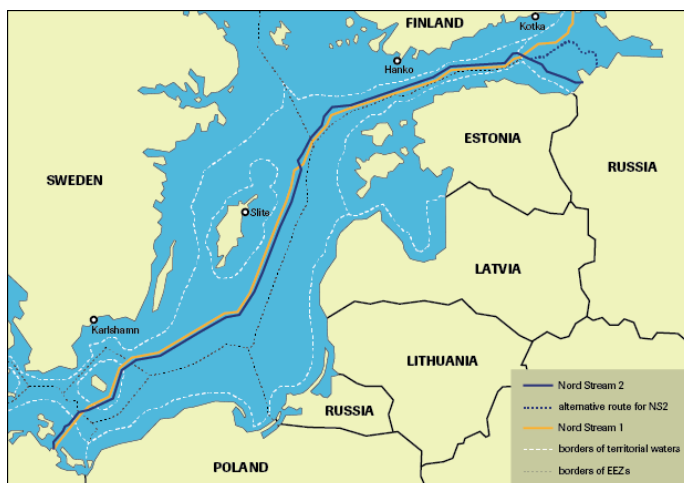 FINLAND
Kotka
Hanko
ESTONIA
RUSSIA
SWEDEN
Slite
LATVIA
Karlshamn
LITHUANIA
RUSSIA
POLAND
Nord Stream 2
alternative route for NS2
Nord Stream 1
borders of territorial waters
borders of EEZs